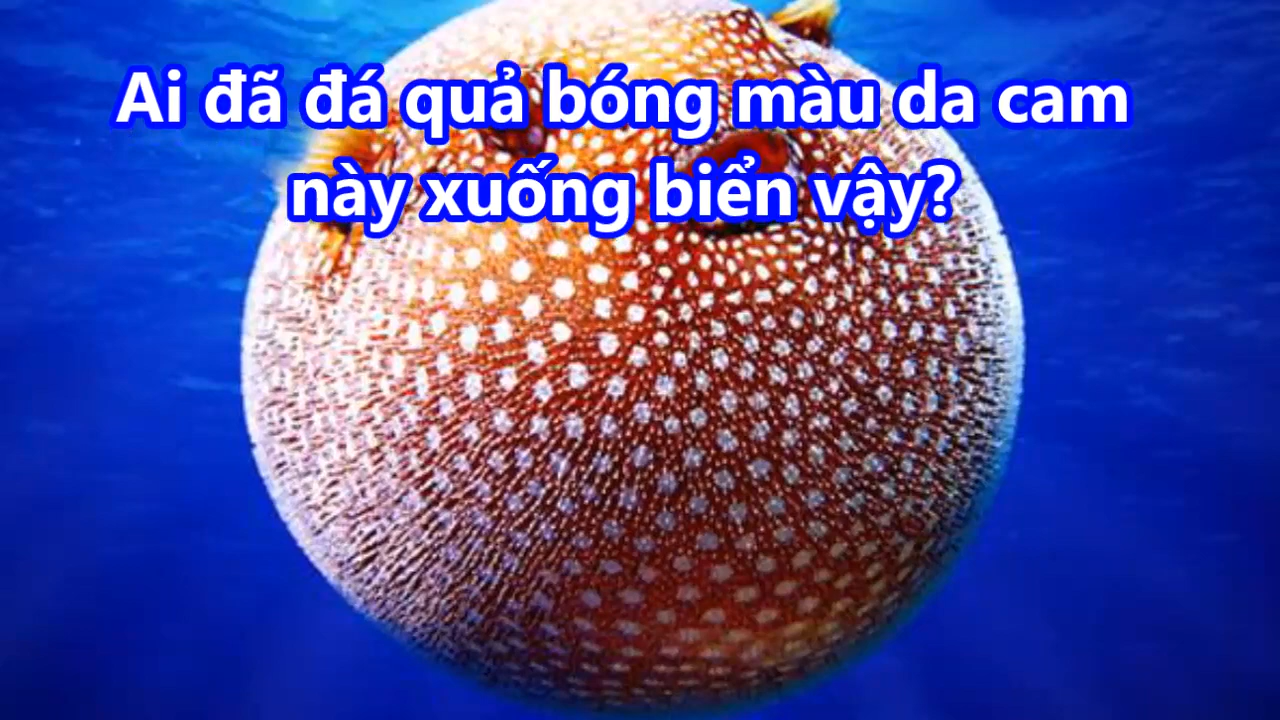 Ai đã đá quả bóng màu da cam
này xuống biển vậy?